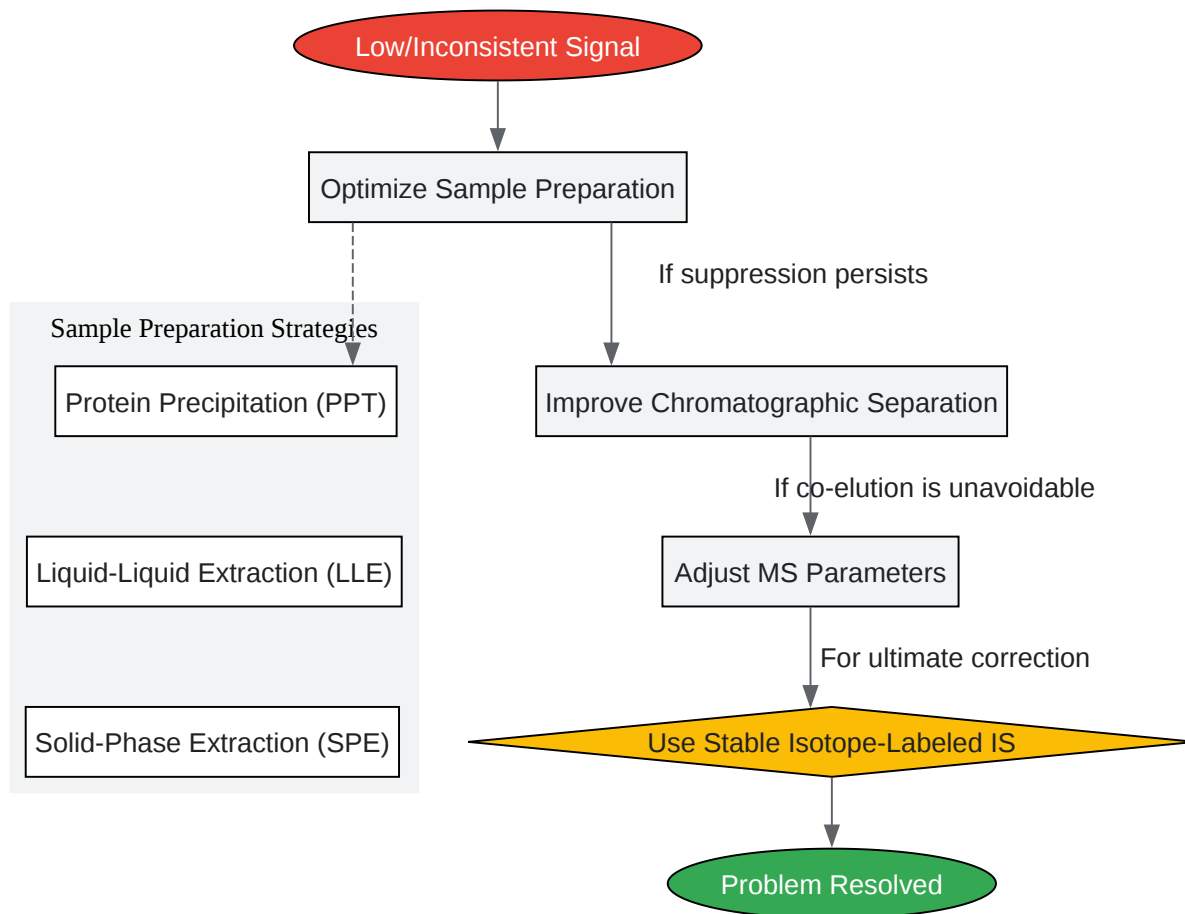 Low/Inconsistent Signal
Optimize Sample Preparation
If suppression persists
Sample Preparation Strategies
Protein Precipitation (PPT)
Improve Chromatographic Separation
If co-elution is unavoidable
Liquid-Liquid Extraction (LLE)
Adjust MS Parameters
For ultimate correction
Solid-Phase Extraction (SPE)
Use Stable Isotope-Labeled IS
Problem Resolved